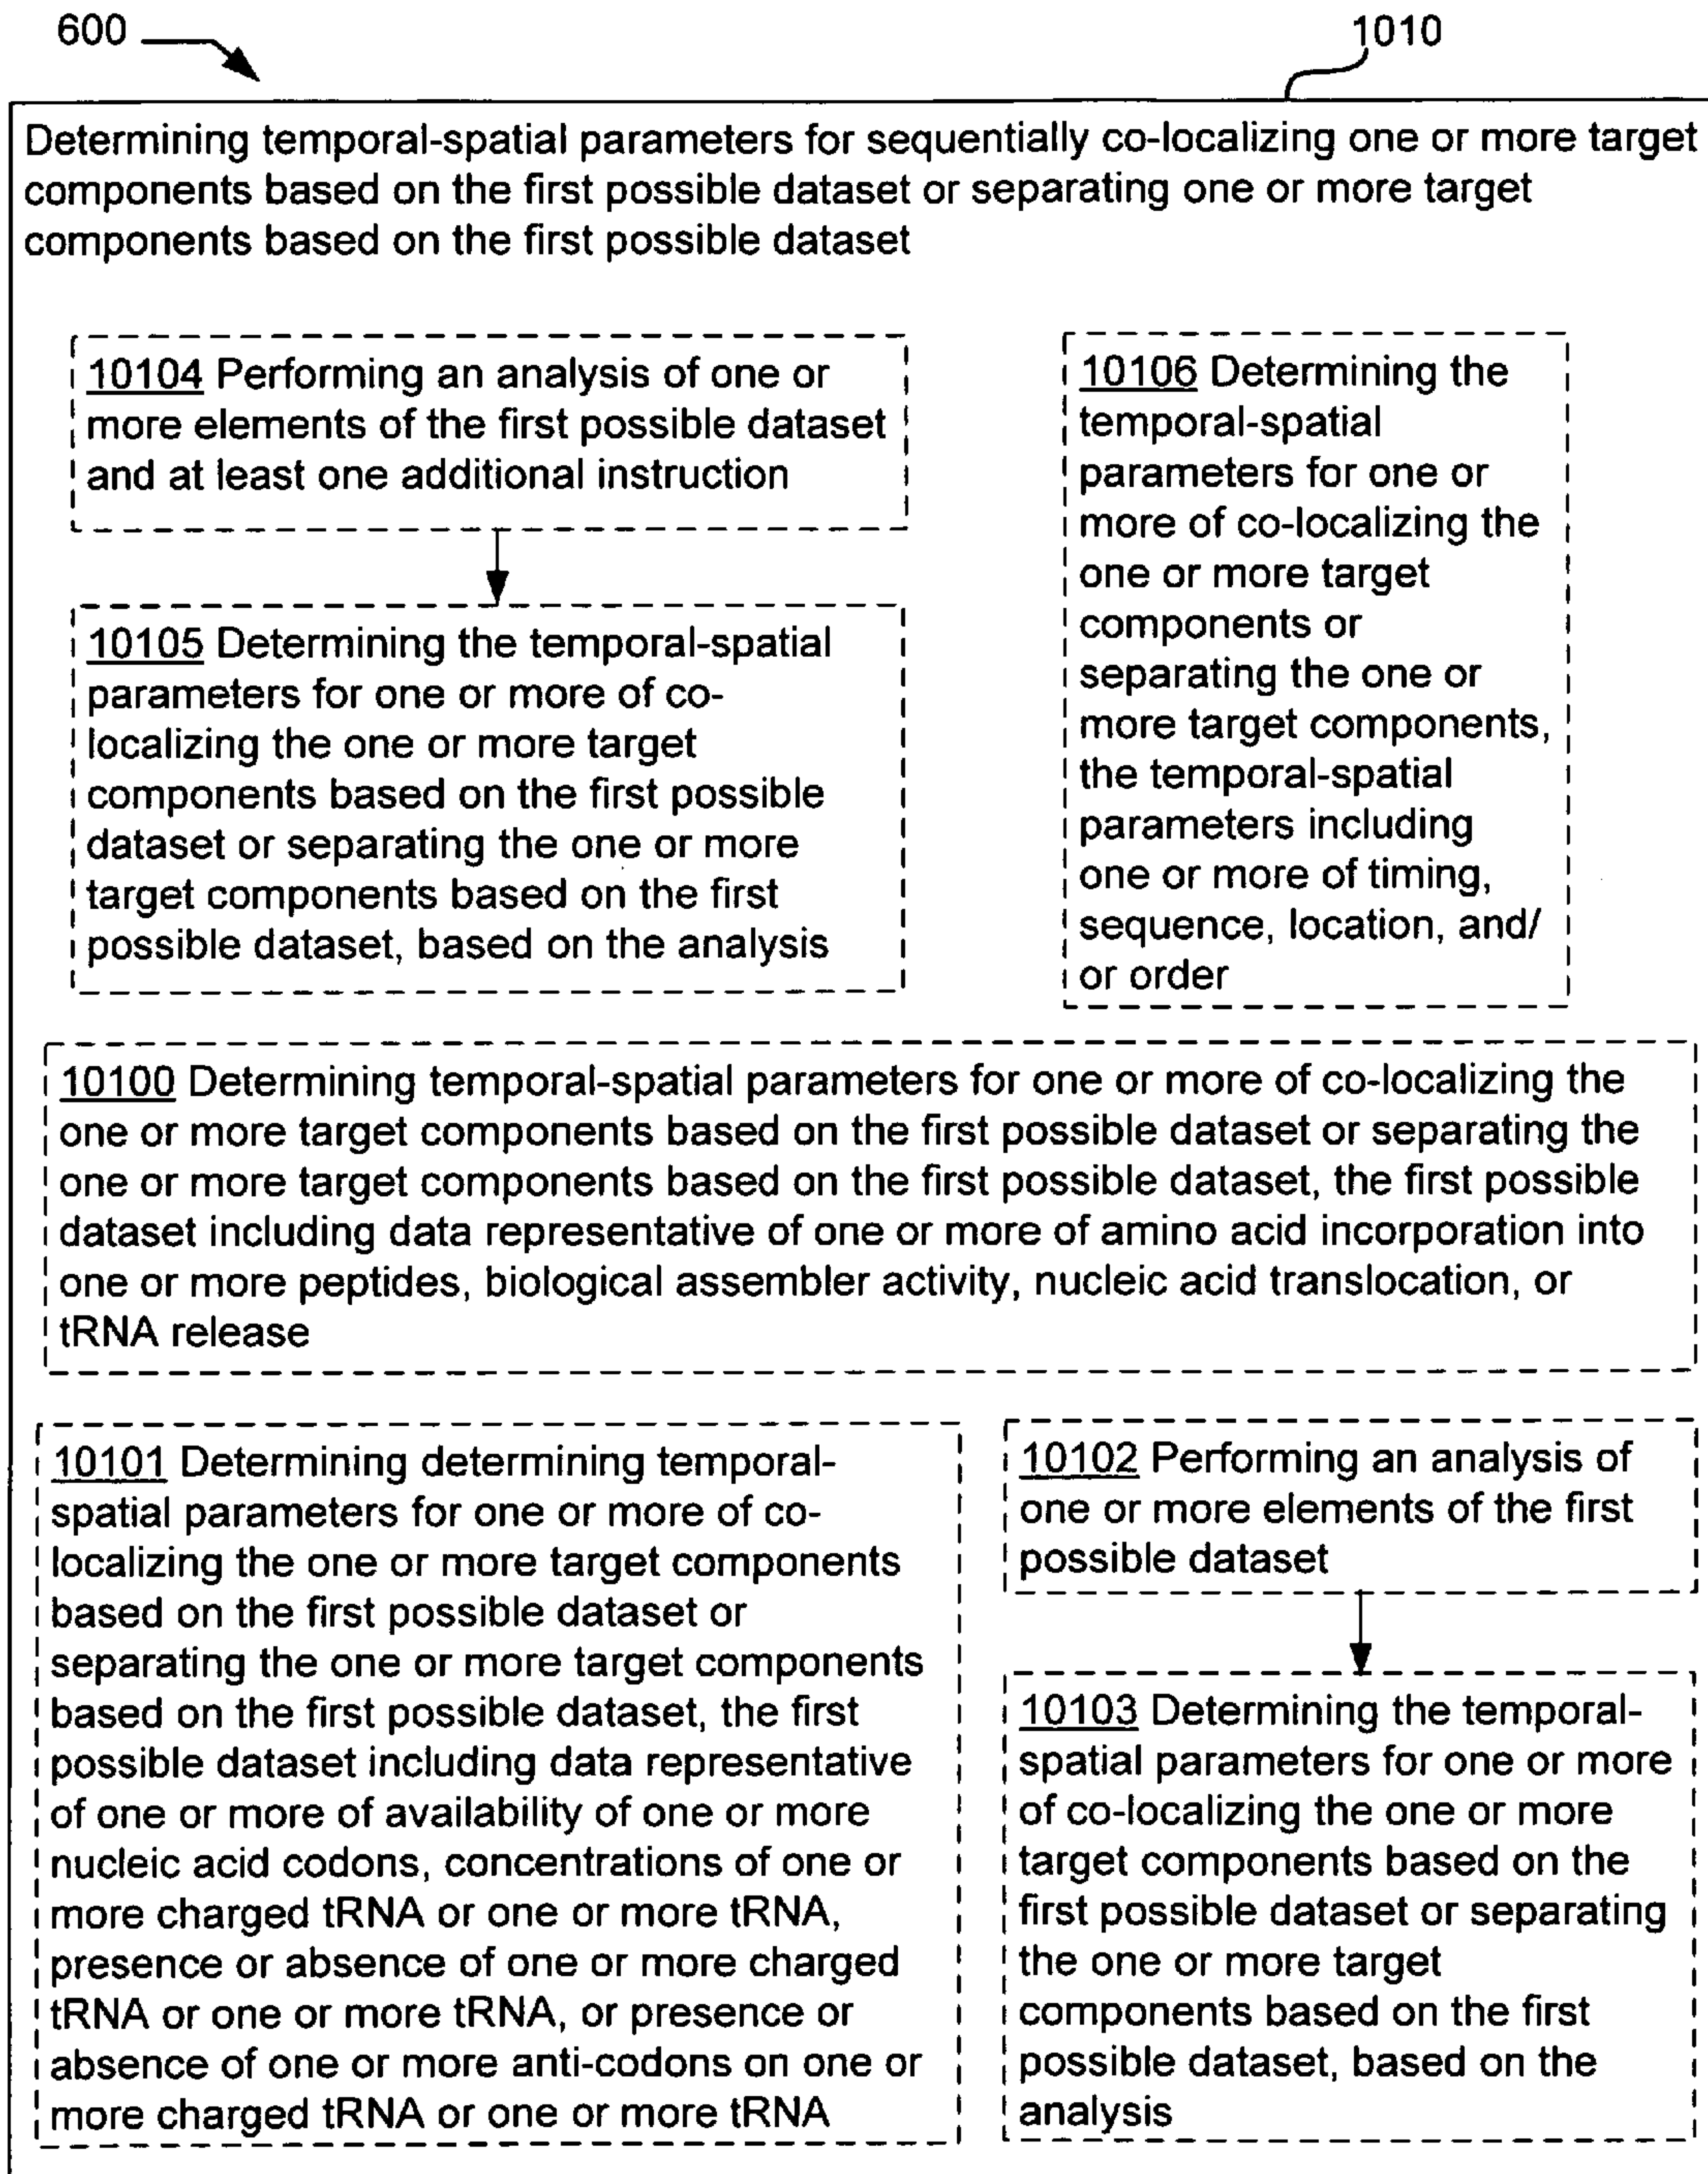 600
1010
Determining temporal-spatial parameters for sequentially co-localizing one or more target
components based on the first possible dataset or separating one or more target
components based on the first possible dataset
10104 Performing an analysis of one or
more elements of the first possible dataset
and at least one additional instruction
10105 Determining the temporal-spatial
parameters for one or more of co-
localizing the one or more target
components based on the first possible
dataset or separating the one or more
target components based on the first
possible dataset, based on the analysis
10106 Determining the
temporal-spatial
parameters for one or
more of co-localizing the
one or more target
components or
separating the one or
more target components,
the temporal-spatial
parameters including
one or more of timing,
sequence, location, and/
or order
10100 Determining temporal-spatial parameters for one or more of co-localizing the
one or more target components based on the first possible dataset or separating the
one or more target components based on the first possible dataset, the first possible
dataset including data representative of one or more of amino acid incorporation into
one or more peptides, biological assembler activity, nucleic acid translocation, or
tRNA release
10101 Determining determining temporal-
spatial parameters for one or more of co-
localizing the one or more target components
based on the first possible dataset or
separating the one or more target components
based on the first possible dataset, the first
possible dataset including data representative
of one or more of availability of one or more
nucleic acid codons, concentrations of one or
more charged tRNA or one or more tRNA,
presence or absence of one or more charged
tRNA or one or more tRNA, or presence or
absence of one or more anti-codons on one or
more charged tRNA or one or more tRNA
10102 Performing an analysis of
one or more elements of the first
possible dataset
10103 Determining the temporal-
spatial parameters for one or more
of co-localizing the one or more
target components based on the
first possible dataset or separating
the one or more target
components based on the first
possible dataset, based on the
analysis